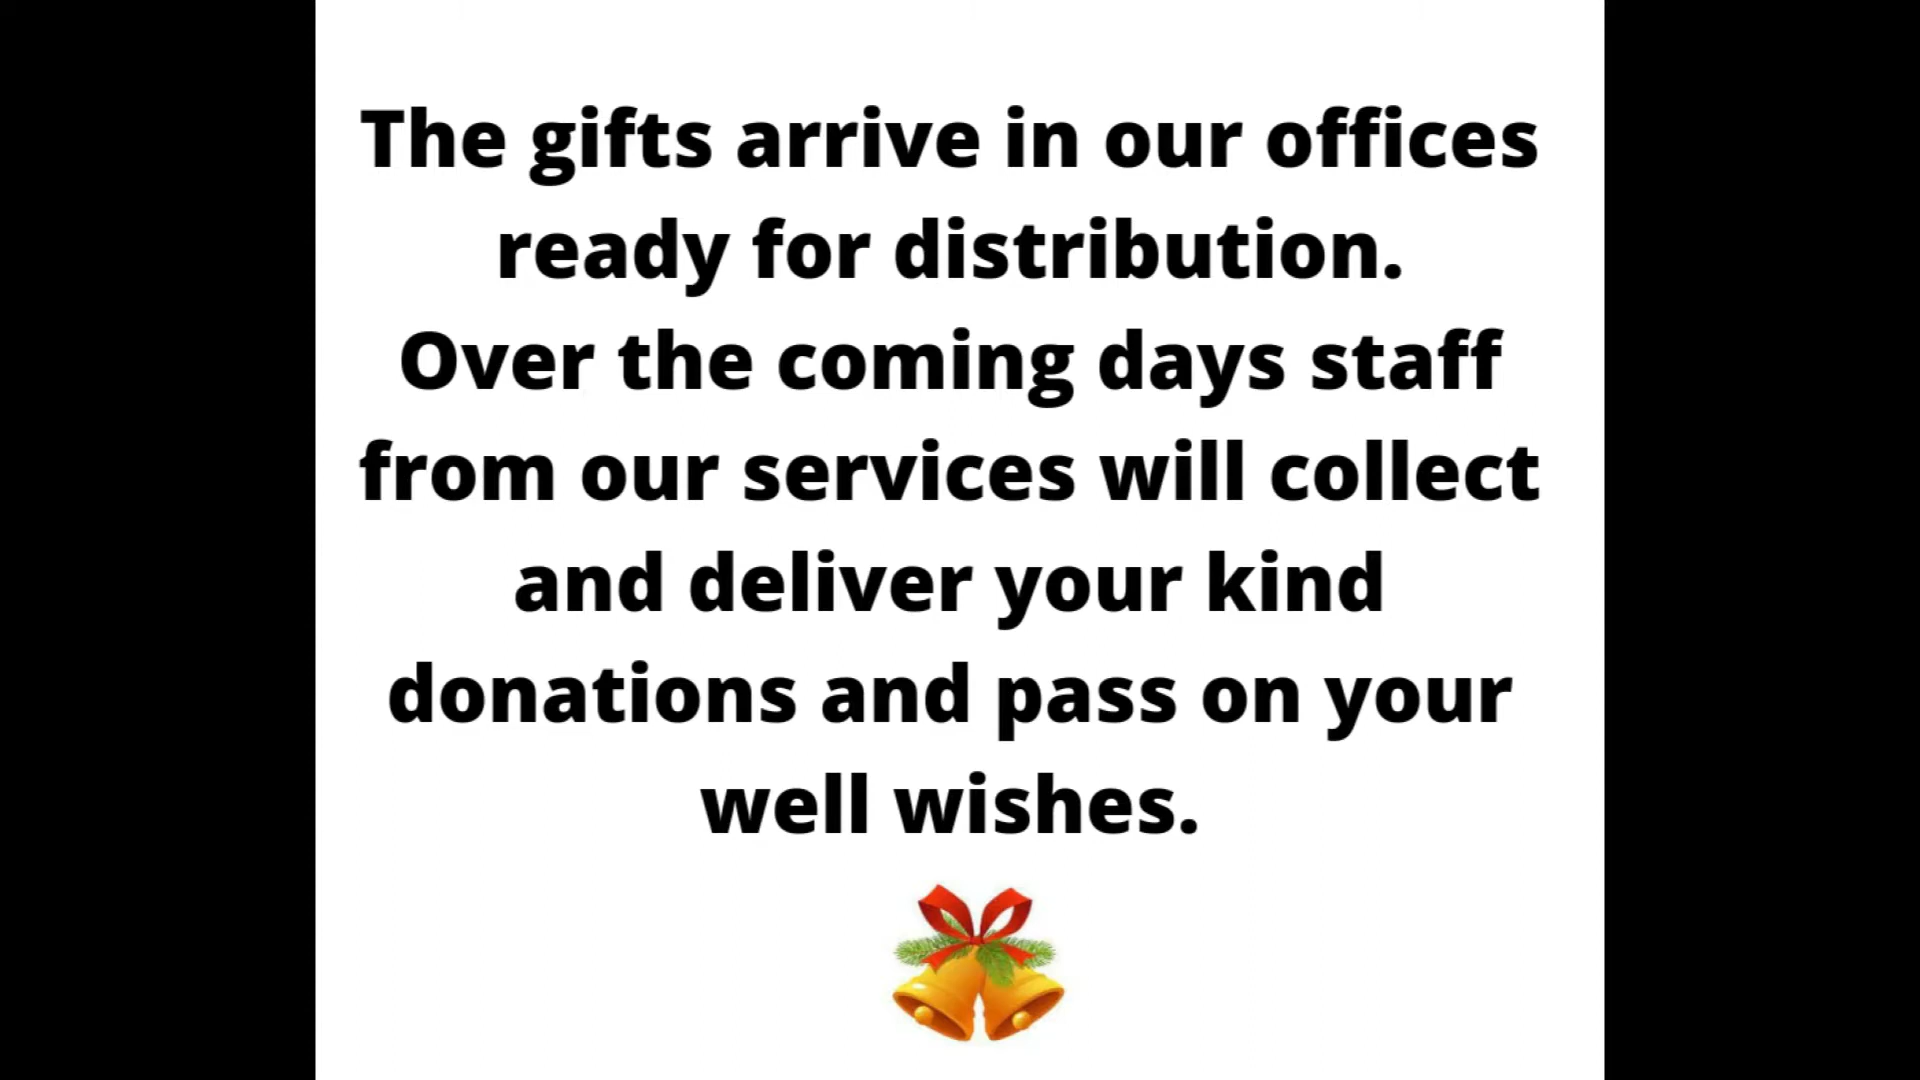 The gifts arrive in our offices
ready for distribution.
Over the coming days staff
from our services will collect
and deliver your kind
donations and pass on your
well wishes.